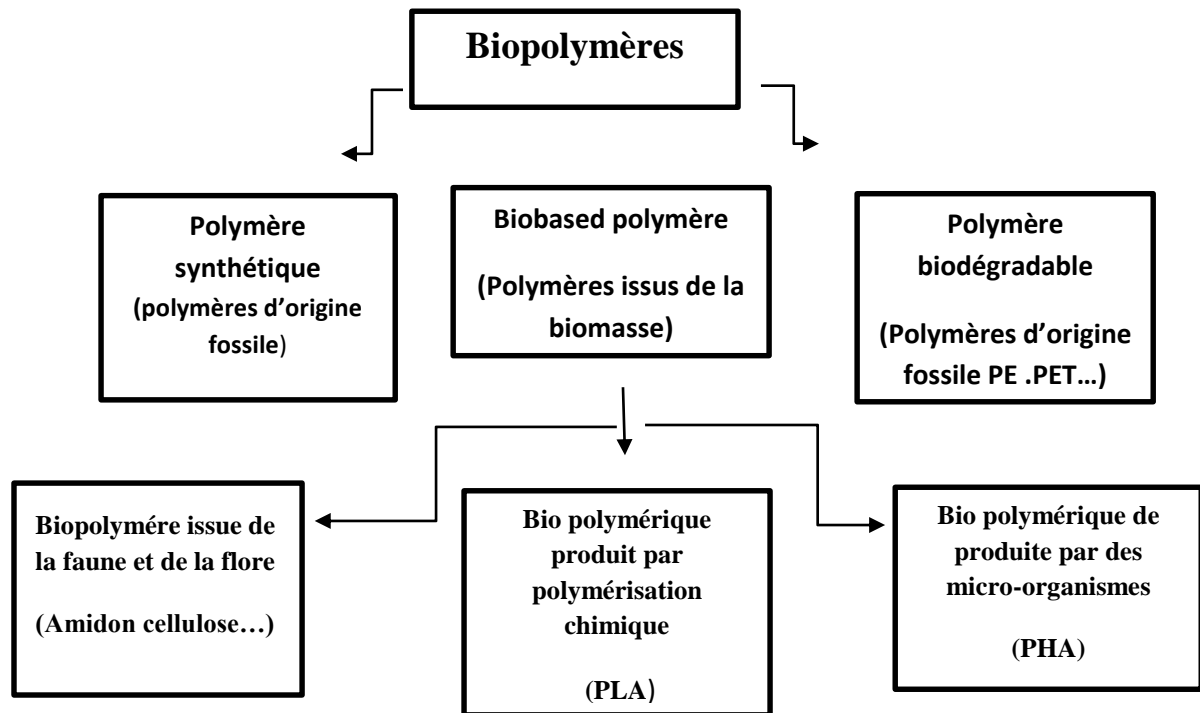 Biopolymères
Polymère
synthétique
(polymères d’origine
fossile)
Biobased polymère
(Polymères issus de la
biomasse)
Polymère
biodégradable
(Polymères d’origine
fossile PE .PET…)
Biopolymére issue de
la faune et de la flore
(Amidon cellulose…)
Bio polymérique
produit par
polymérisation
chimique
(PLA)
Bio polymérique de
produite par des
micro-organismes
(PHA)